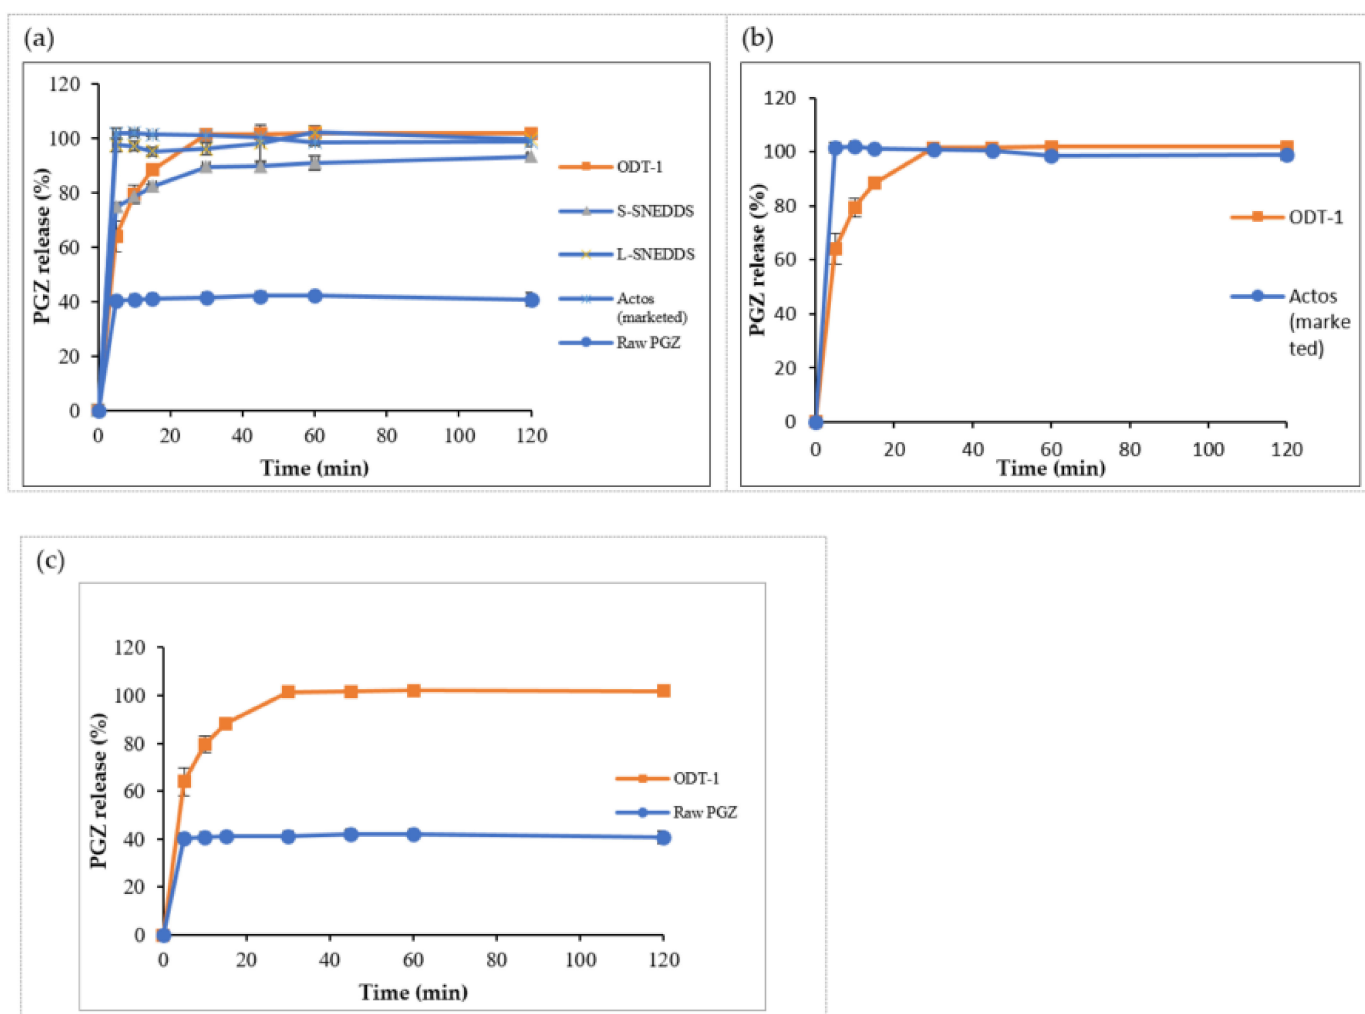 (a)
120
100
80
60
40
20
0
PGZ release (%)
0 20 40 60 80 100 120
Time (min)
ODT-1
S-SNEDDS
L-SNEDDS
Actos
(marketed)
Raw PGZ
(b)
120
100
80
60
40
20
0
PGZ release (%)
0 20 40 60 80 100 120
Time (min)
ODT-1
Actos
(marke
ted)
(c)
120
100
80
60
40
20
0
PGZ release (%)
0 20 40 60 80 100 120
Time (min)
ODT-1
Raw PGZ